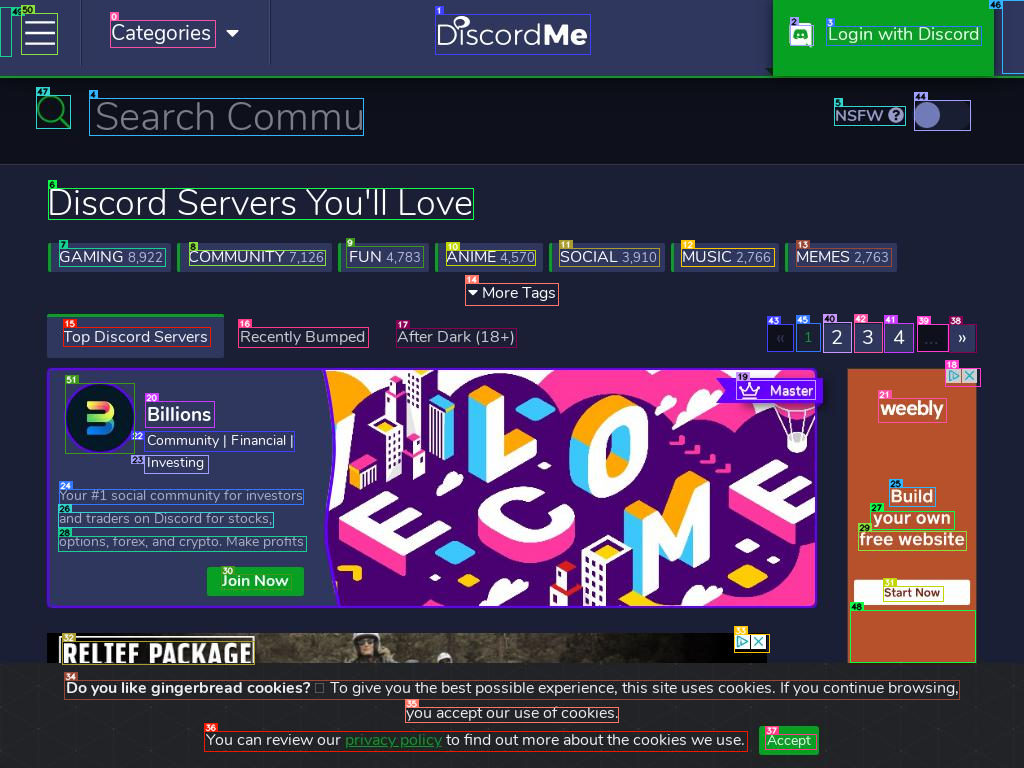 Categories
DiscordMe
Login with Discord
Search Commu
NSFW
Discord Servers You'll Love
GAMING 8,922
COMMUNITY 7,126
FUN 4,783
ANIME 4,570
SOCIAL 3,910
MUSIC 2,766
MEMES 2,763
More Tags
Top Discord Servers
Recently Bumped
After Dark (18+)
« 1 2 3 4 ... »
Master
Billions
Community | Financial |
Investing
Your #1 social community for investors
and traders on Discord for stocks,
options, forex, and crypto. Make profits
Join Now
WELCOME
weebly
Build
your own
free website
Start Now
RELIEF PACKAGE
Do you like gingerbread cookies? To give you the best possible experience, this site uses cookies. If you continue browsing,
you accept our use of cookies.
You can review our privacy policy to find out more about the cookies we use.
Accept